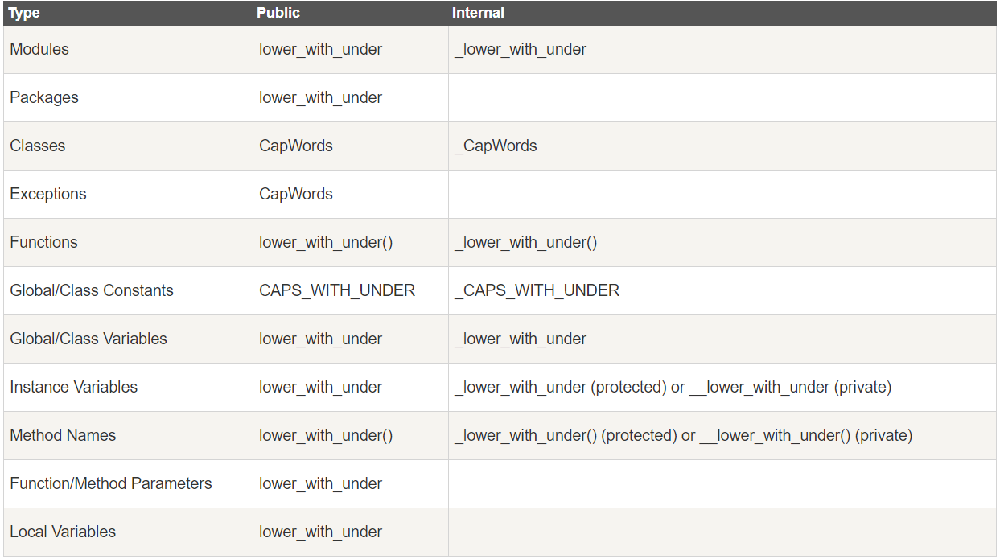 Type Public Internal
Modules lower_with_under _lower_with_under
Packages lower_with_under
Classes CapWords _CapWords
Exceptions CapWords
Functions lower_with_under() _lower_with_under()
Global/Class Constants CAPS_WITH_UNDER _CAPS_WITH_UNDER
Global/Class Variables lower_with_under _lower_with_under
Instance Variables lower_with_under _lower_with_under (protected) or __lower_with_under (private)
Method Names lower_with_under() _lower_with_under() (protected) or __lower_with_under() (private)
Function/Method Parameters lower_with_under
Local Variables lower_with_under